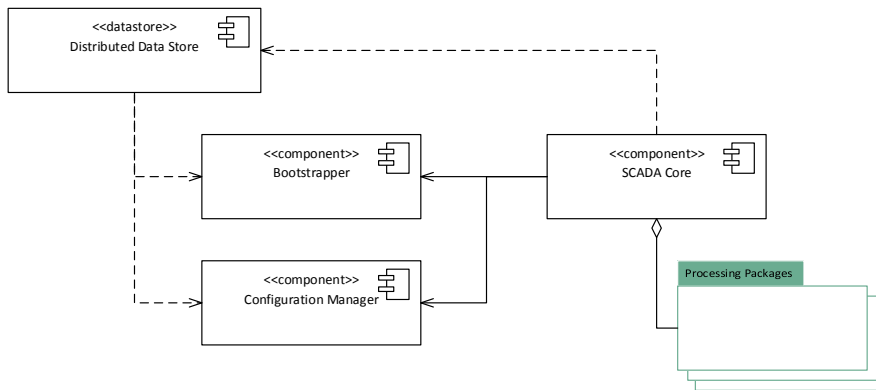 <<datastore>>
Distributed Data Store
<<component>>
Bootstrapper
<<component>>
SCADA Core
<<component>>
Configuration Manager
Processing Packages